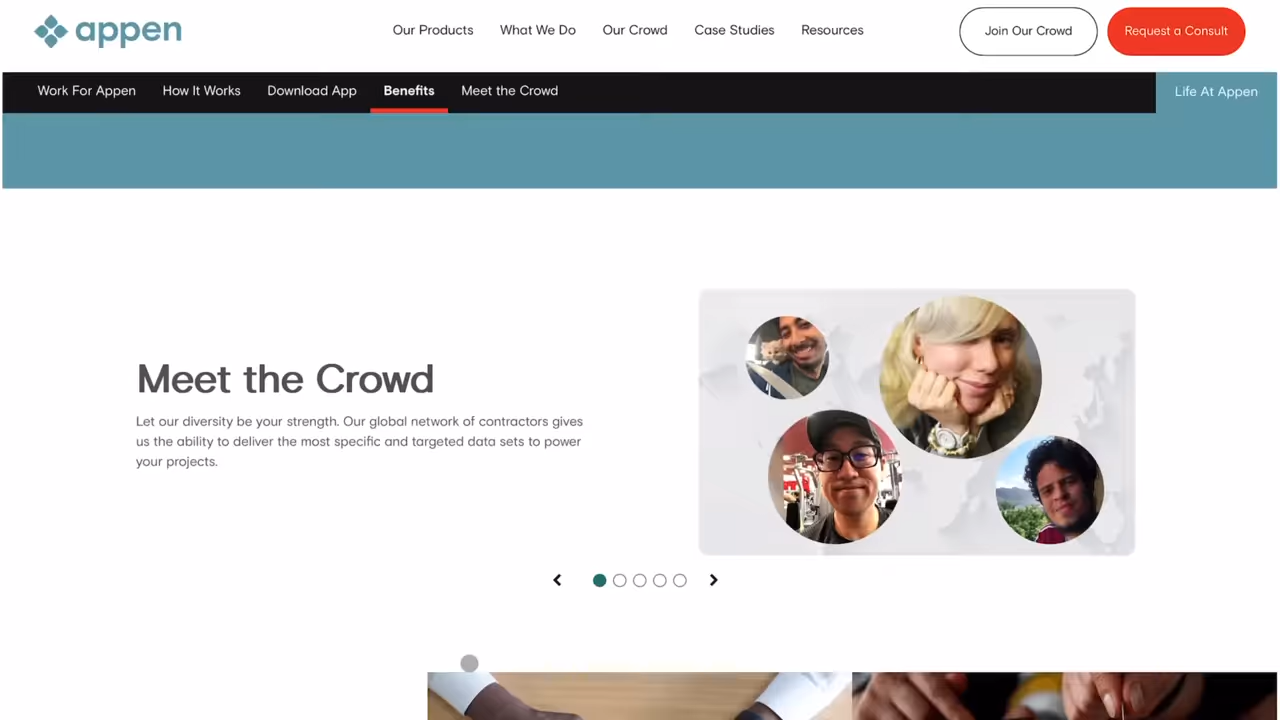 appen
Our Products
What We Do
Our Crowd
Case Studies
Resources
Join Our Crowd
Request a Consult
Work For Appen
How It Works
Download App
Benefits
Meet the Crowd
Life At Appen
Meet the Crowd
Let our diversity be your strength. Our global network of contractors gives
us the ability to deliver the most specific and targeted data sets to power
your projects.